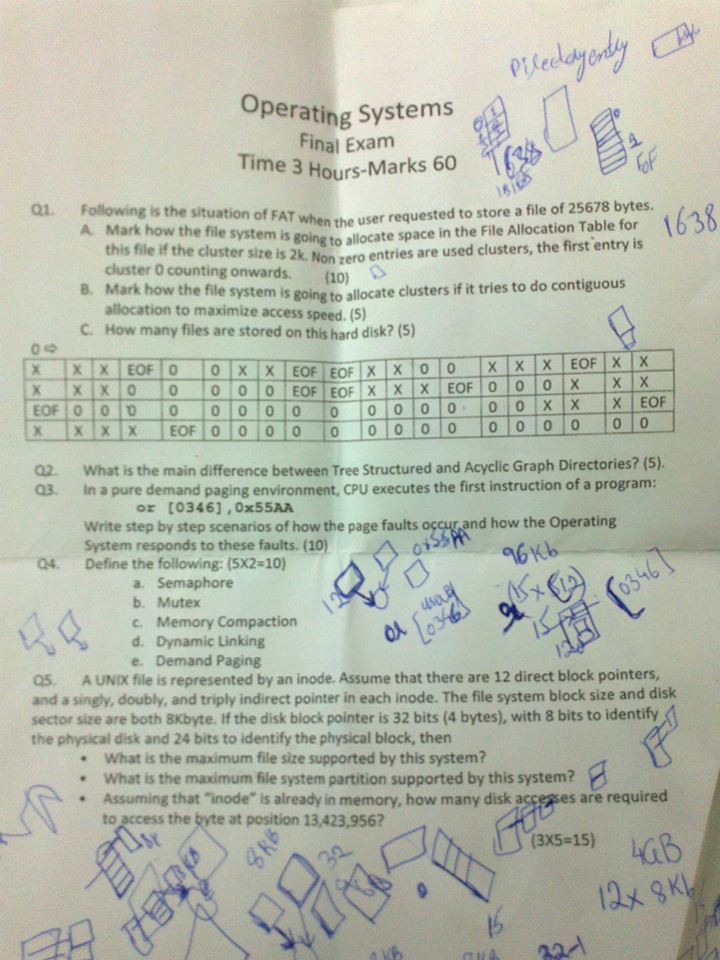 Pileday ently
Operating Systems
Final Exam
Time 3 Hours-Marks 60
1638
EOF
Q1. Following is the situation of FAT when the user requested to store a file of 25678 bytes.
1638
A. Mark how the file system is going to allocate space in the File Allocation Table for
this file if the cluster size is 2k. Non zero entries are used clusters, the first entry is
cluster 0 counting onwards. (10)
B. Mark how the file system is going to allocate clusters if it tries to do contiguous
allocation to maximize access speed. (5)
C. How many files are stored on this hard disk? (5)
0 ⇨
X X X EOF 0 0 X X EOF EOF X X 0 0 X X X EOF X X
X X X 0 0 0 0 0 EOF EOF X X X EOF 0 0 0 X X X
EOF 0 0 0 0 0 0 0 0 0 0 0 0 0 0 0 X X X EOF
X X X X EOF 0 0 0 0 0 0 0 0 0 0 0 0 0 0 0
Q2. What is the main difference between Tree Structured and Acyclic Graph Directories? (5).
Q3. In a pure demand paging environment, CPU executes the first instruction of a program:
or [0346],0x55AA
Write step by step scenarios of how the page faults occur and how the Operating
System responds to these faults. (10)
Q4. Define the following: (5X2=10)
a. Semaphore
b. Mutex
c. Memory Compaction
d. Dynamic Linking
e. Demand Paging
0x55AA
96Kb
15 x 512
[0346]
12
or [0346]
15
Q5. A UNIX file is represented by an inode. Assume that there are 12 direct block pointers,
and a singly, doubly, and triply indirect pointer in each inode. The file system block size and disk
sector size are both 8Kbyte. If the disk block pointer is 32 bits (4 bytes), with 8 bits to identify
the physical disk and 24 bits to identify the physical block, then
• What is the maximum file size supported by this system?
• What is the maximum file system partition supported by this system?
• Assuming that "inode" is already in memory, how many disk accesses are required
to access the byte at position 13,423,956?
(3X5=15)
8KB
32
4GB
12x 8Kb
15
32-1